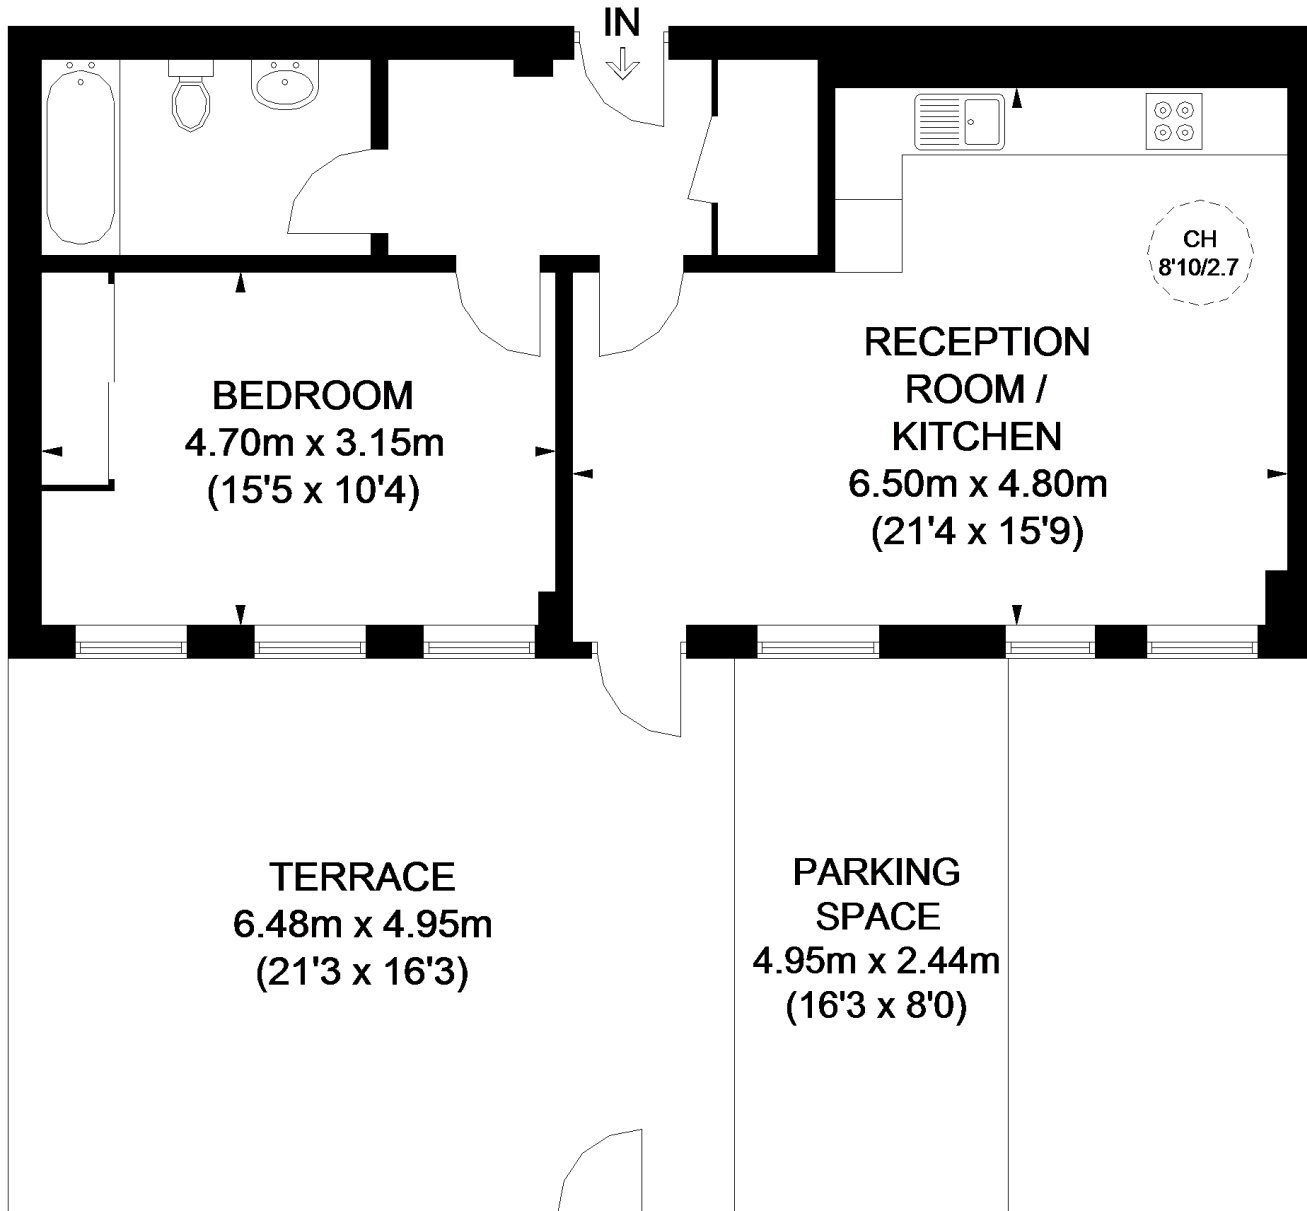 IN
CH
8'10/2.7
RECEPTION
ROOM /
KITCHEN
6.50m x 4.80m
(21'4 x 15'9)
BEDROOM
4.70m x 3.15m
(15'5 x 10'4)
TERRACE
6.48m x 4.95m
(21'3 x 16'3)
PARKING
SPACE
4.95m x 2.44m
(16'3 x 8'0)